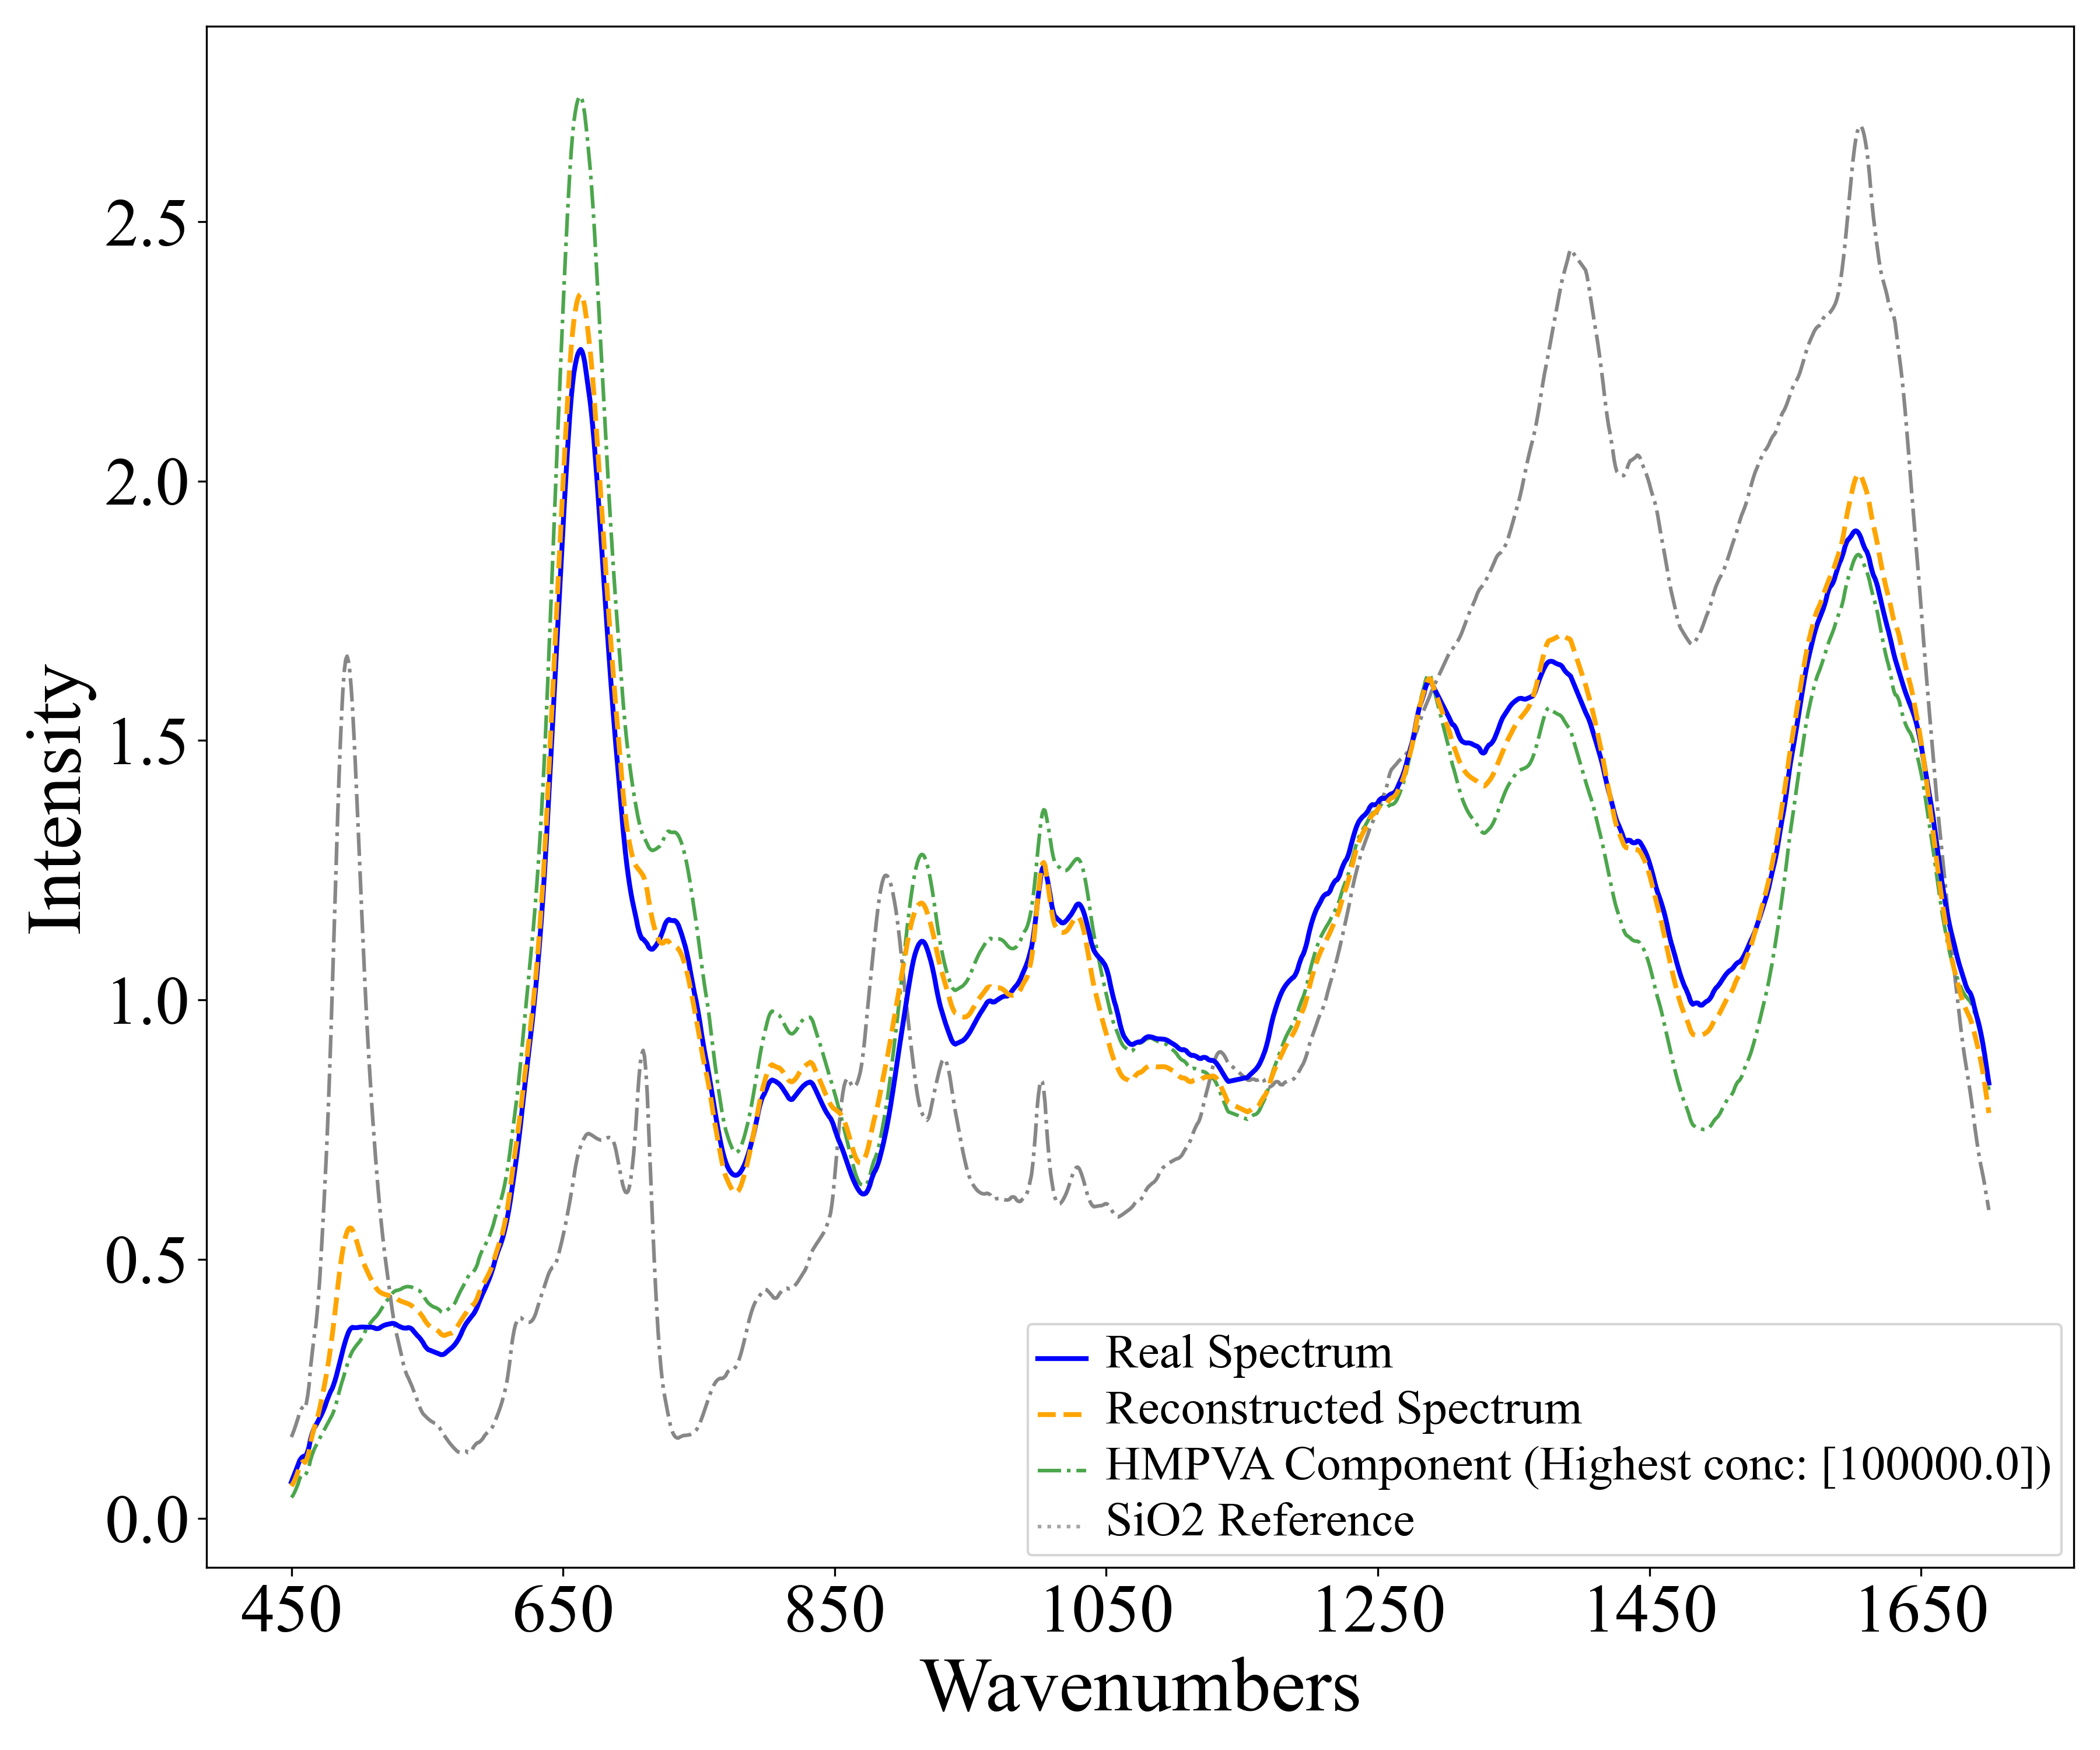 2.5
2.0
1.5
1.0
0.5
0.0
Intensity
450 650 850 1050 1250 1450 1650
Wavenumbers
Real Spectrum
Reconstructed Spectrum
HMPVA Component (Highest conc: [100000.0])
SiO2 Reference